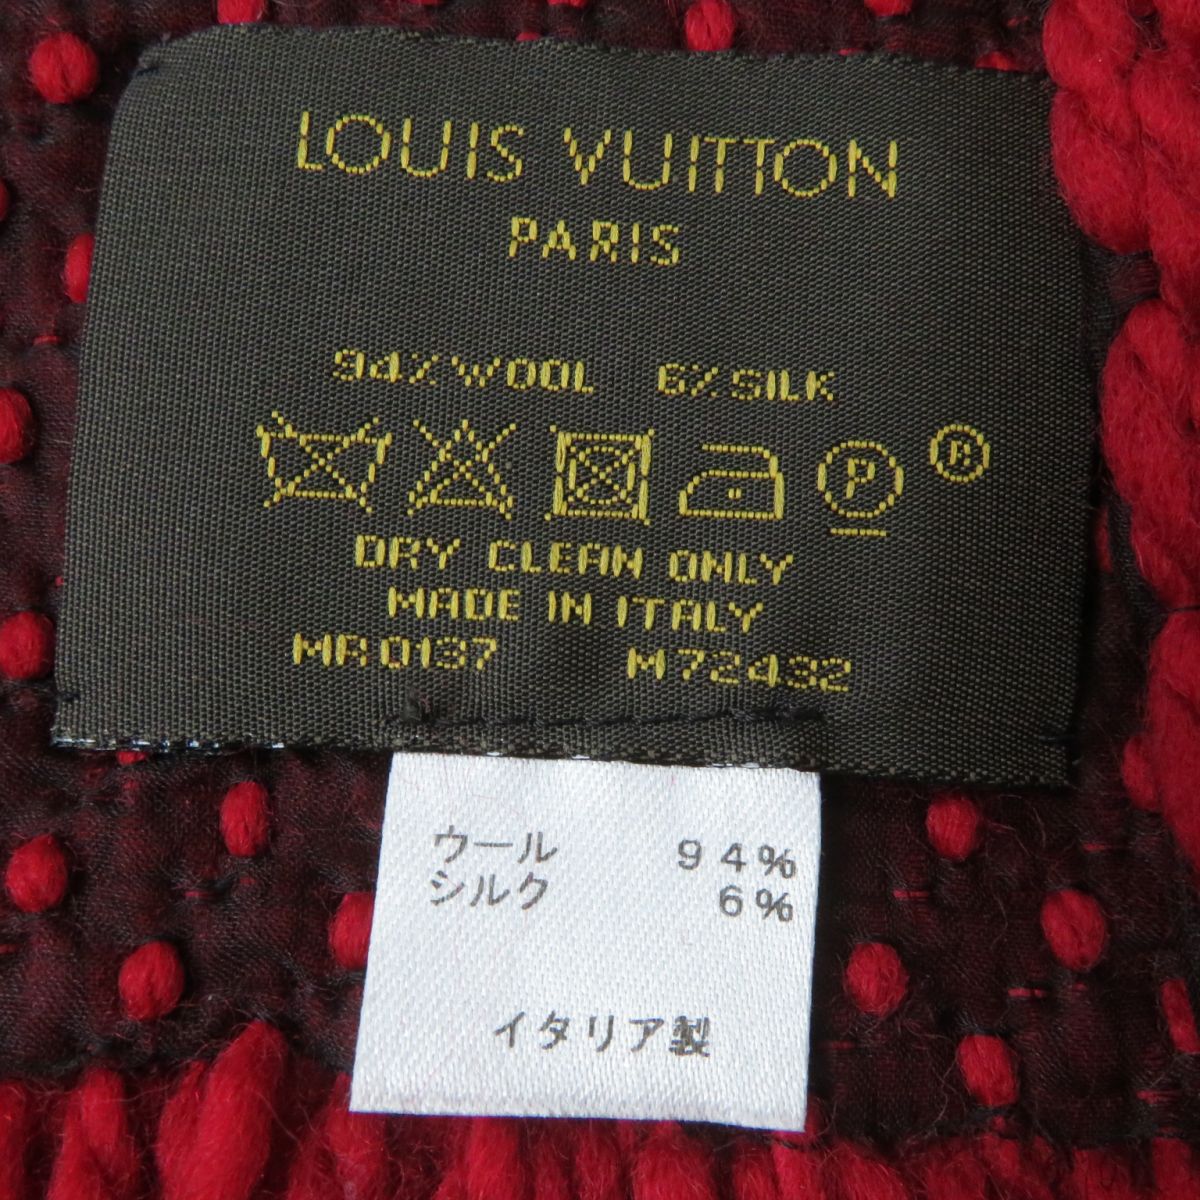 LOUIS VUITTON
PARIS
94% WOOL 6% SILK
P ®
DRY CLEAN ONLY
MADE IN ITALY
MR0137 M72432
ウール 94%
シルク 6%
イタリア製